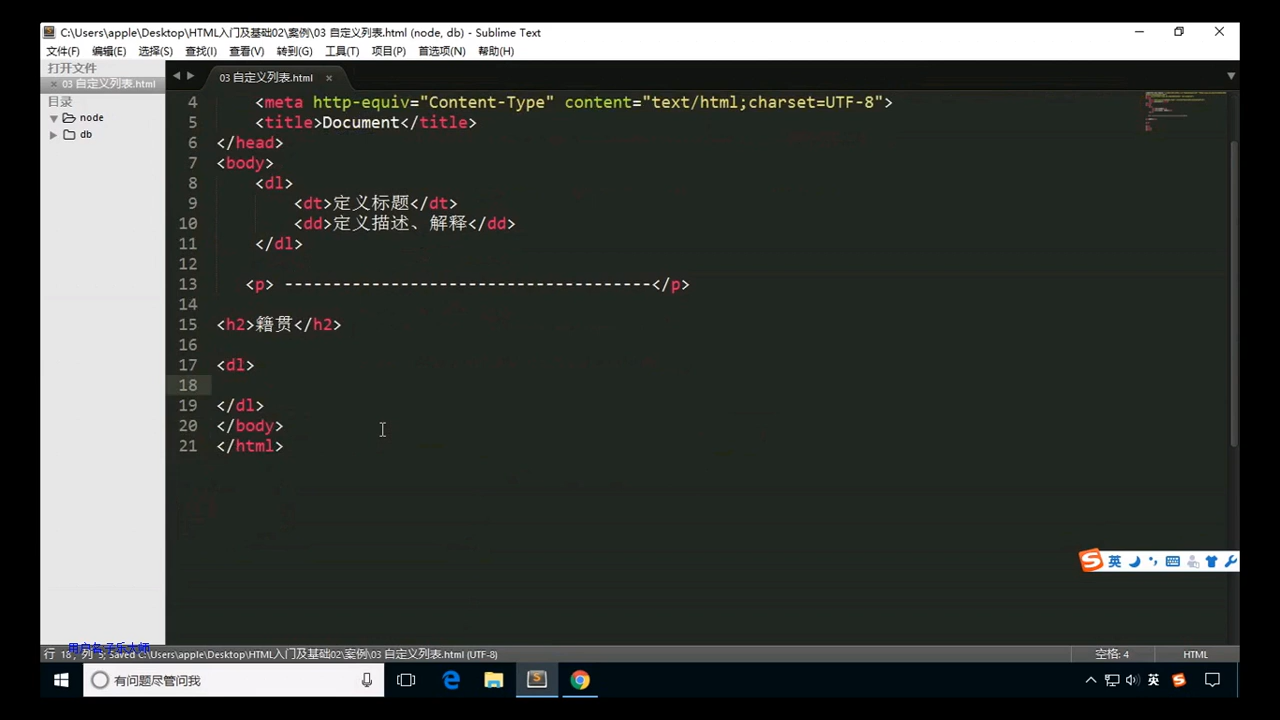 C:\Users\apple\Desktop\HTML入门及基础02\案例\03 自定义列表.html (node, db) - Sublime Text
文件(F) 编辑(E) 选择(S) 查找(I) 查看(V) 转到(G) 工具(T) 项目(P) 首选项(N) 帮助(H)
打开文件
× 03 自定义列表.html
目录
node
db
03 自定义列表.html ×
4 <meta http-equiv="Content-Type" content="text/html;charset=UTF-8">
5 <title>Document</title>
6 </head>
7 <body>
8 <dl>
9 <dt>定义标题</dt>
10 <dd>定义描述、解释</dd>
11 </dl>
12
13 <p> --------------------------------------</p>
14
15 <h2>籍贯</h2>
16
17 <dl>
18
19 </dl>
20 </body>
21 </html>
英
用户名子乐大师
行 18, 列 5; Saved C:\Users\apple\Desktop\HTML入门及基础02\案例\03 自定义列表.html (UTF-8)
空格: 4
HTML
有问题尽管问我
英